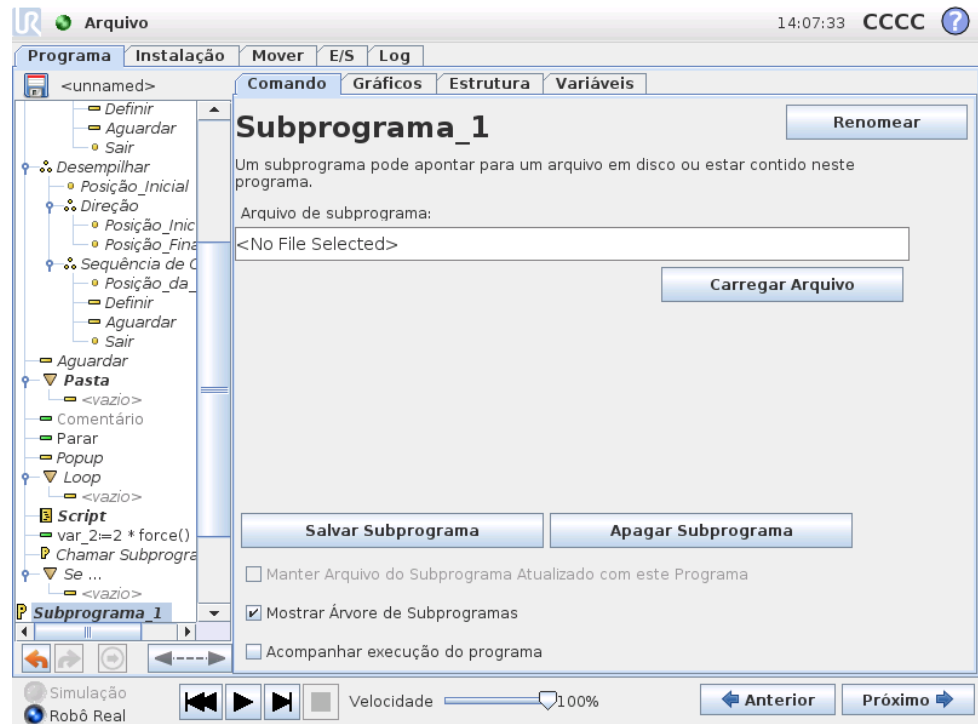 UR Arquivo 14:07:33 CCCC ?
Programa Instalação Mover E/S Log
<unnamed>
Comando Gráficos Estrutura Variáveis
Definir
Aguardar
Sair
Desempilhar
Posição_Inicial
Direção
Posição_Inic
Posição_Fina
Sequência de C
Posição_da_
Definir
Aguardar
Sair
Aguardar
Pasta
<vazio>
Comentário
Parar
Popup
Loop
<vazio>
Script
var_2:=2 * force()
Chamar Subprogra
Se ...
<vazio>
Subprograma_1
Subprograma_1
Renomear
Um subprograma pode apontar para um arquivo em disco ou estar contido neste
programa.
Arquivo de subprograma:
<No File Selected>
Carregar Arquivo
Salvar Subprograma Apagar Subprograma
Manter Arquivo do Subprograma Atualizado com este Programa
Mostrar Árvore de Subprogramas
Acompanhar execução do programa
Simulação
Robô Real
Velocidade 100%
Anterior Próximo